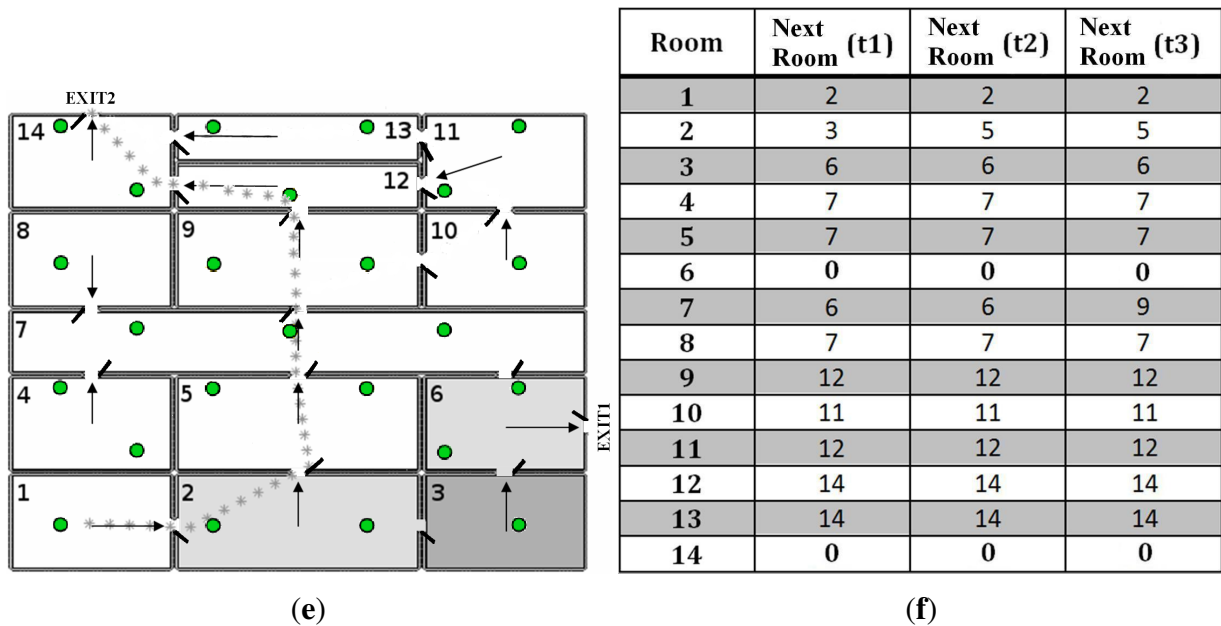 EXIT2
14
13
11
12
8
9
10
7
4
5
6
EXIT1
1
2
3
(e)
Room Next Room (t1) Next Room (t2) Next Room (t3)
1 2 2 2
2 3 5 5
3 6 6 6
4 7 7 7
5 7 7 7
6 0 0 0
7 6 6 9
8 7 7 7
9 12 12 12
10 11 11 11
11 12 12 12
12 14 14 14
13 14 14 14
14 0 0 0
(f)